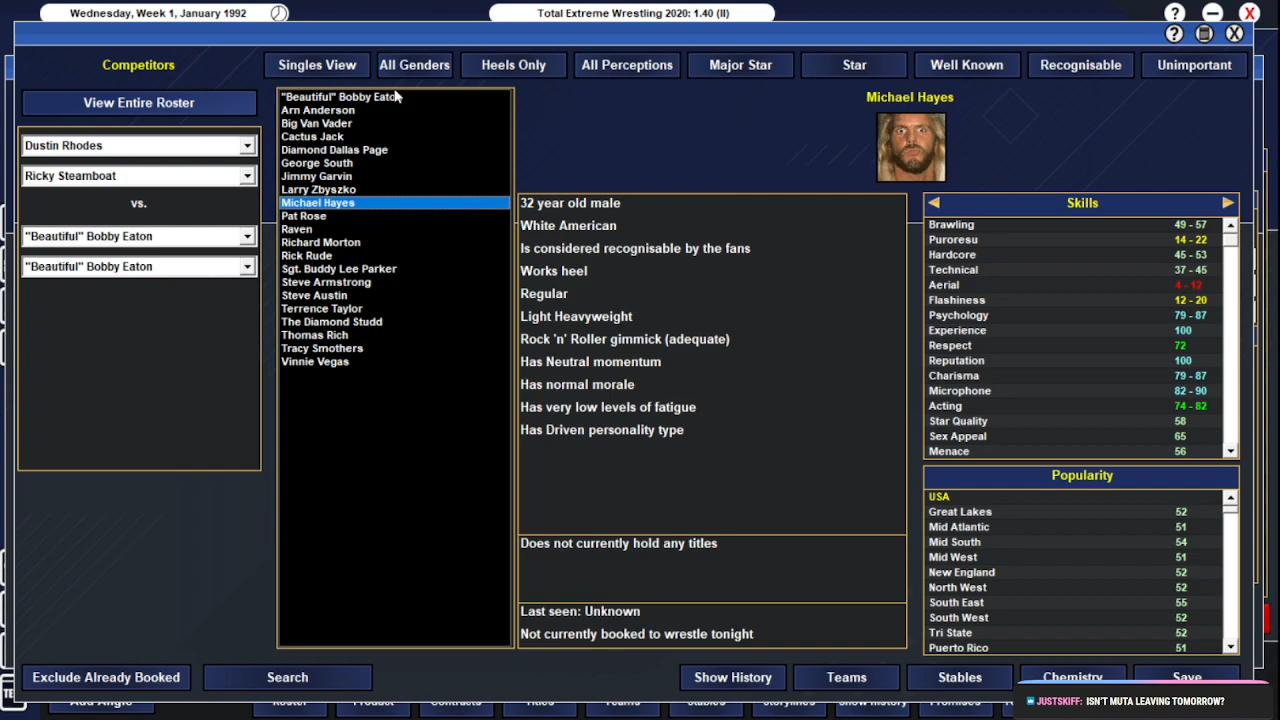 Wednesday, Week 1, January 1992
Total Extreme Wrestling 2020: 1.40 (II)
Competitors
Singles View
All Genders
Heels Only
All Perceptions
Major Star
Star
Well Known
Recognisable
Unimportant
View Entire Roster
Dustin Rhodes
Ricky Steamboat
vs.
"Beautiful" Bobby Eaton
"Beautiful" Bobby Eaton
"Beautiful" Bobby Eaton
Arn Anderson
Big Van Vader
Cactus Jack
Diamond Dallas Page
George South
Jimmy Garvin
Larry Zbyszko
Michael Hayes
Pat Rose
Raven
Richard Morton
Rick Rude
Sgt. Buddy Lee Parker
Steve Armstrong
Steve Austin
Terrence Taylor
The Diamond Studd
Thomas Rich
Tracy Smothers
Vinnie Vegas
Michael Hayes
32 year old male
White American
Is considered recognisable by the fans
Works heel
Regular
Light Heavyweight
Rock 'n' Roller gimmick (adequate)
Has Neutral momentum
Has normal morale
Has very low levels of fatigue
Has Driven personality type
Does not currently hold any titles
Last seen: Unknown
Not currently booked to wrestle tonight
Skills
Brawling 49 - 57
Puroresu 14 - 22
Hardcore 45 - 53
Technical 37 - 45
Aerial 4 - 12
Flashiness 12 - 20
Psychology 79 - 87
Experience 100
Respect 72
Reputation 100
Charisma 79 - 87
Microphone 82 - 90
Acting 74 - 82
Star Quality 58
Sex Appeal 65
Menace 56
Popularity
USA
Great Lakes 52
Mid Atlantic 51
Mid South 54
Mid West 51
New England 52
North West 52
South East 55
South West 52
Tri State 52
Puerto Rico 51
Exclude Already Booked
Search
Show History
Teams
Stables
Chemistry
Save
JUSTSKIFF: ISN'T MUTA LEAVING TOMORROW?
Add Angle